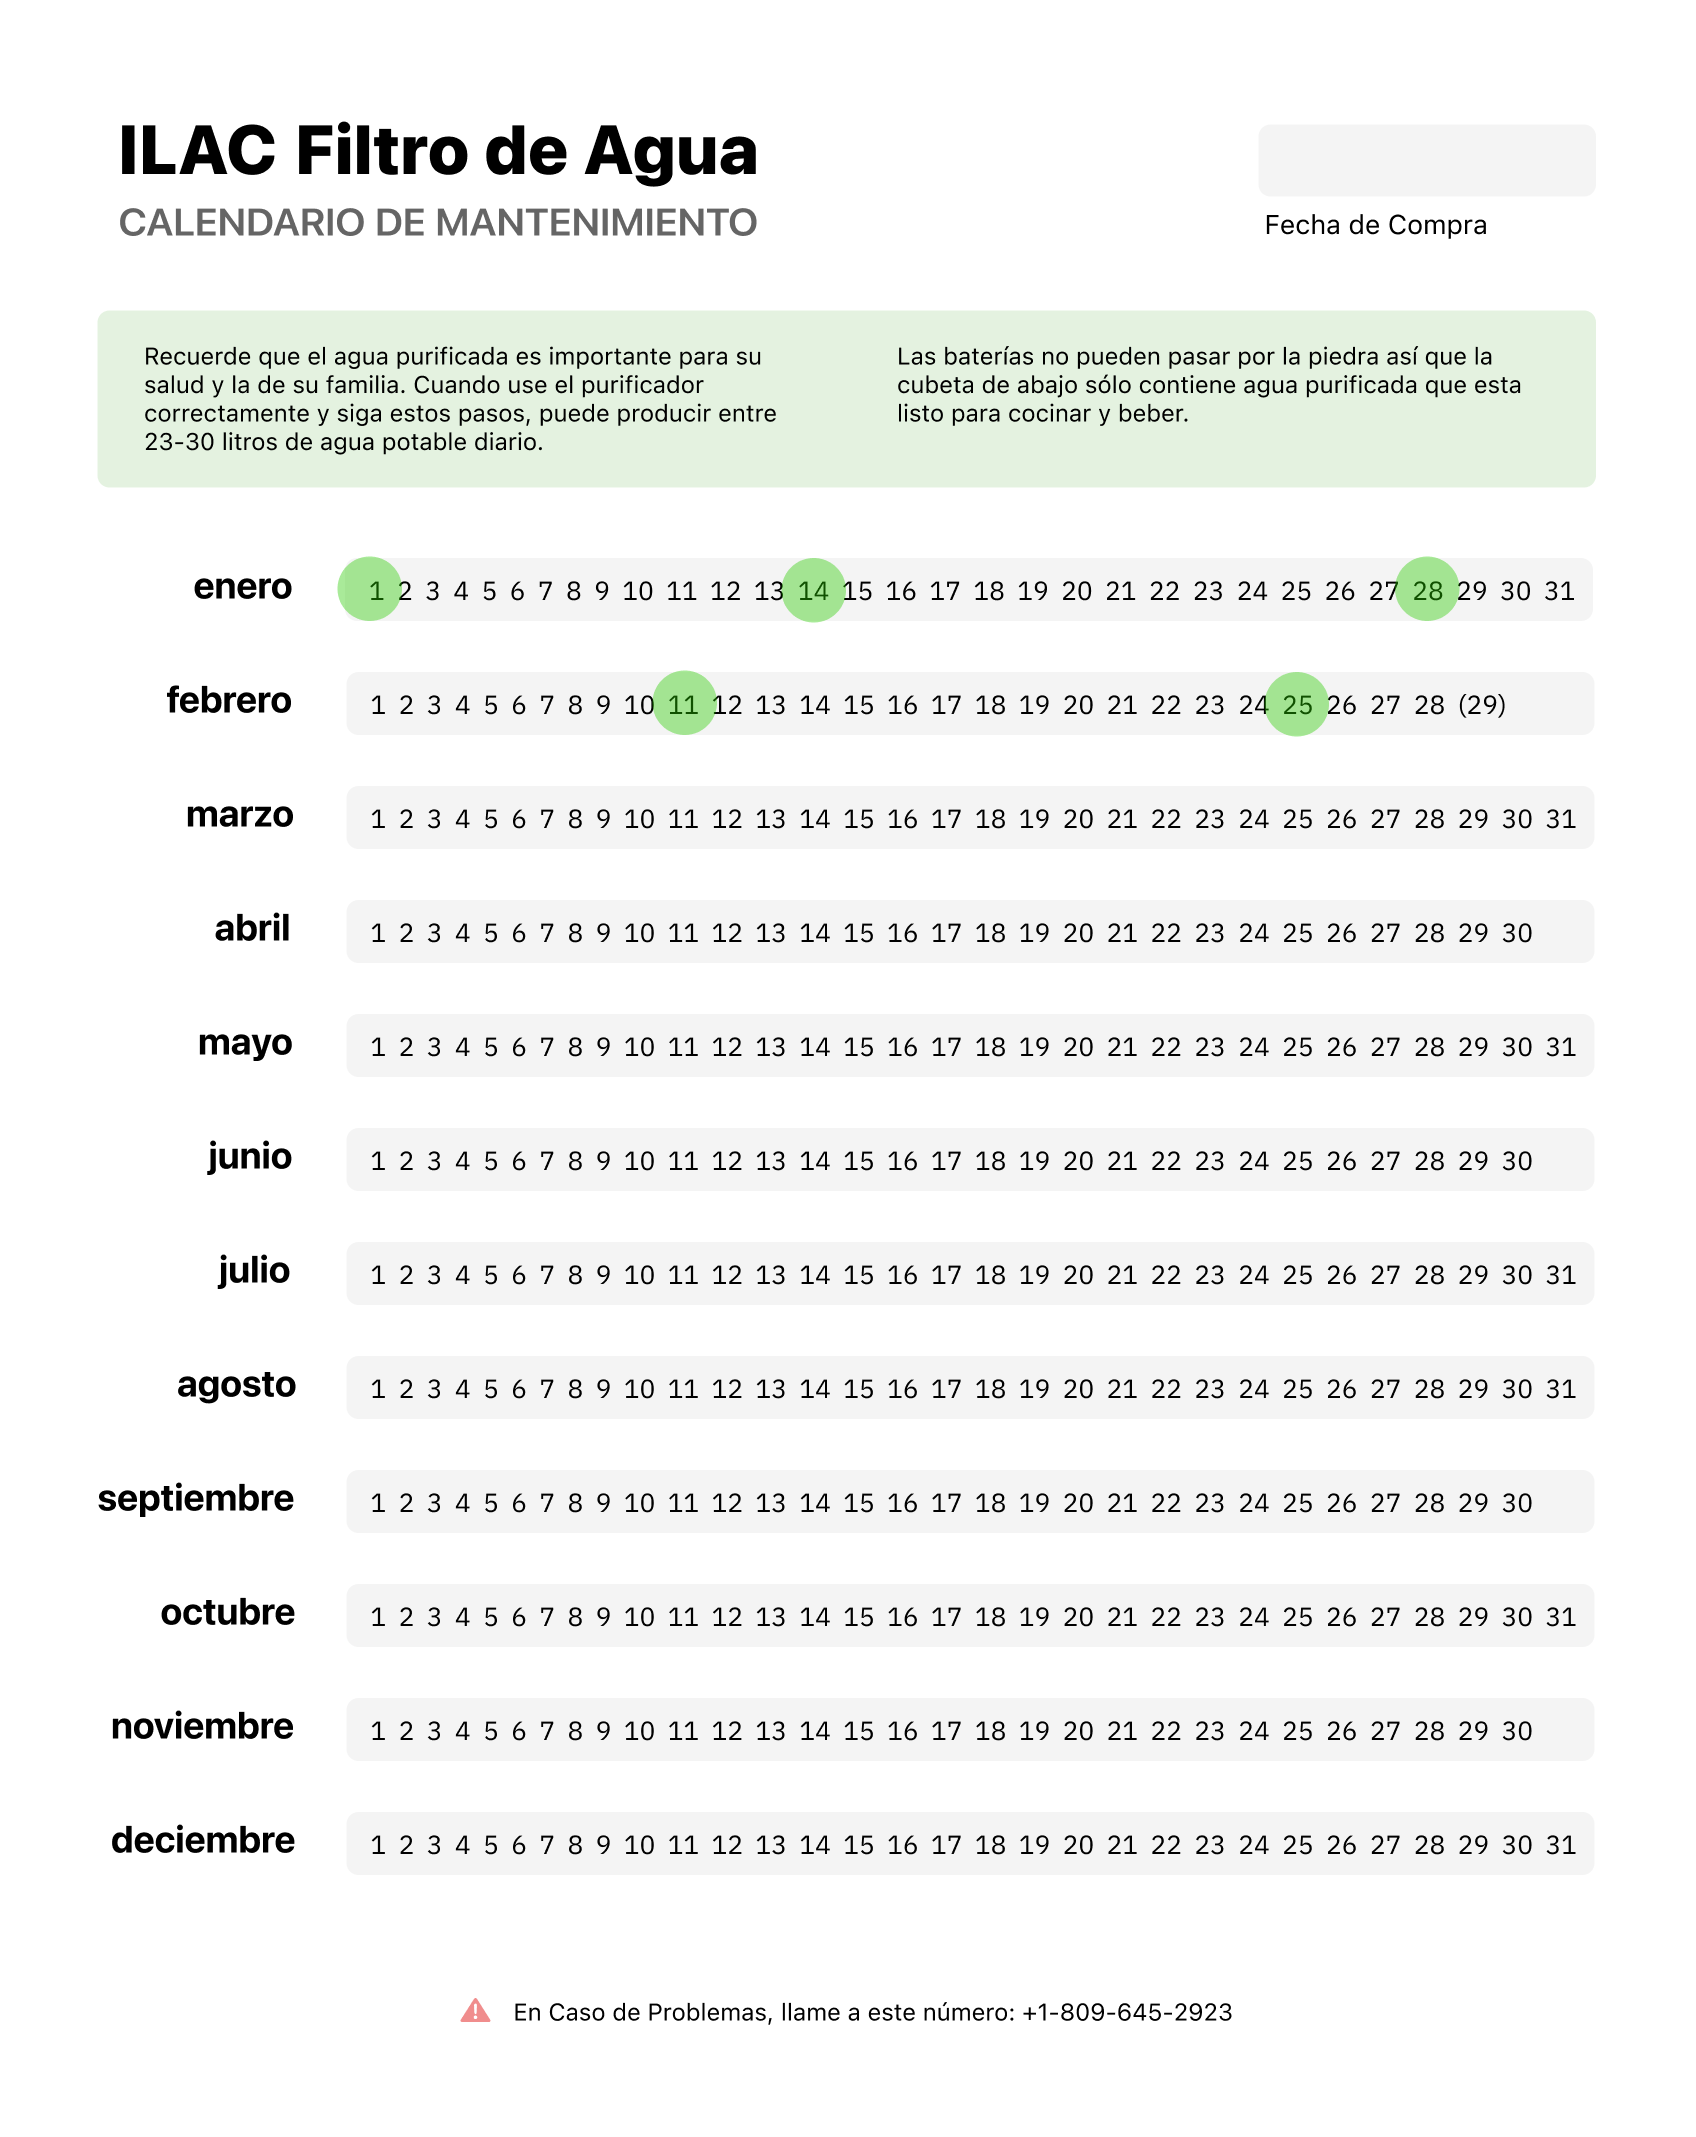 ILAC Filtro de Agua
CALENDARIO DE MANTENIMIENTO
Fecha de Compra
Recuerde que el agua purificada es importante para su
salud y la de su familia. Cuando use el purificador
correctamente y siga estos pasos, puede producir entre
23-30 litros de agua potable diario.
Las baterías no pueden pasar por la piedra así que la
cubeta de abajo sólo contiene agua purificada que esta
listo para cocinar y beber.
enero 1 2 3 4 5 6 7 8 9 10 11 12 13 14 15 16 17 18 19 20 21 22 23 24 25 26 27 28 29 30 31
febrero 1 2 3 4 5 6 7 8 9 10 11 12 13 14 15 16 17 18 19 20 21 22 23 24 25 26 27 28 (29)
marzo 1 2 3 4 5 6 7 8 9 10 11 12 13 14 15 16 17 18 19 20 21 22 23 24 25 26 27 28 29 30 31
abril 1 2 3 4 5 6 7 8 9 10 11 12 13 14 15 16 17 18 19 20 21 22 23 24 25 26 27 28 29 30
mayo 1 2 3 4 5 6 7 8 9 10 11 12 13 14 15 16 17 18 19 20 21 22 23 24 25 26 27 28 29 30 31
junio 1 2 3 4 5 6 7 8 9 10 11 12 13 14 15 16 17 18 19 20 21 22 23 24 25 26 27 28 29 30
julio 1 2 3 4 5 6 7 8 9 10 11 12 13 14 15 16 17 18 19 20 21 22 23 24 25 26 27 28 29 30 31
agosto 1 2 3 4 5 6 7 8 9 10 11 12 13 14 15 16 17 18 19 20 21 22 23 24 25 26 27 28 29 30 31
septiembre 1 2 3 4 5 6 7 8 9 10 11 12 13 14 15 16 17 18 19 20 21 22 23 24 25 26 27 28 29 30
octubre 1 2 3 4 5 6 7 8 9 10 11 12 13 14 15 16 17 18 19 20 21 22 23 24 25 26 27 28 29 30 31
noviembre 1 2 3 4 5 6 7 8 9 10 11 12 13 14 15 16 17 18 19 20 21 22 23 24 25 26 27 28 29 30
deciembre 1 2 3 4 5 6 7 8 9 10 11 12 13 14 15 16 17 18 19 20 21 22 23 24 25 26 27 28 29 30 31
En Caso de Problemas, llame a este número: +1-809-645-2923